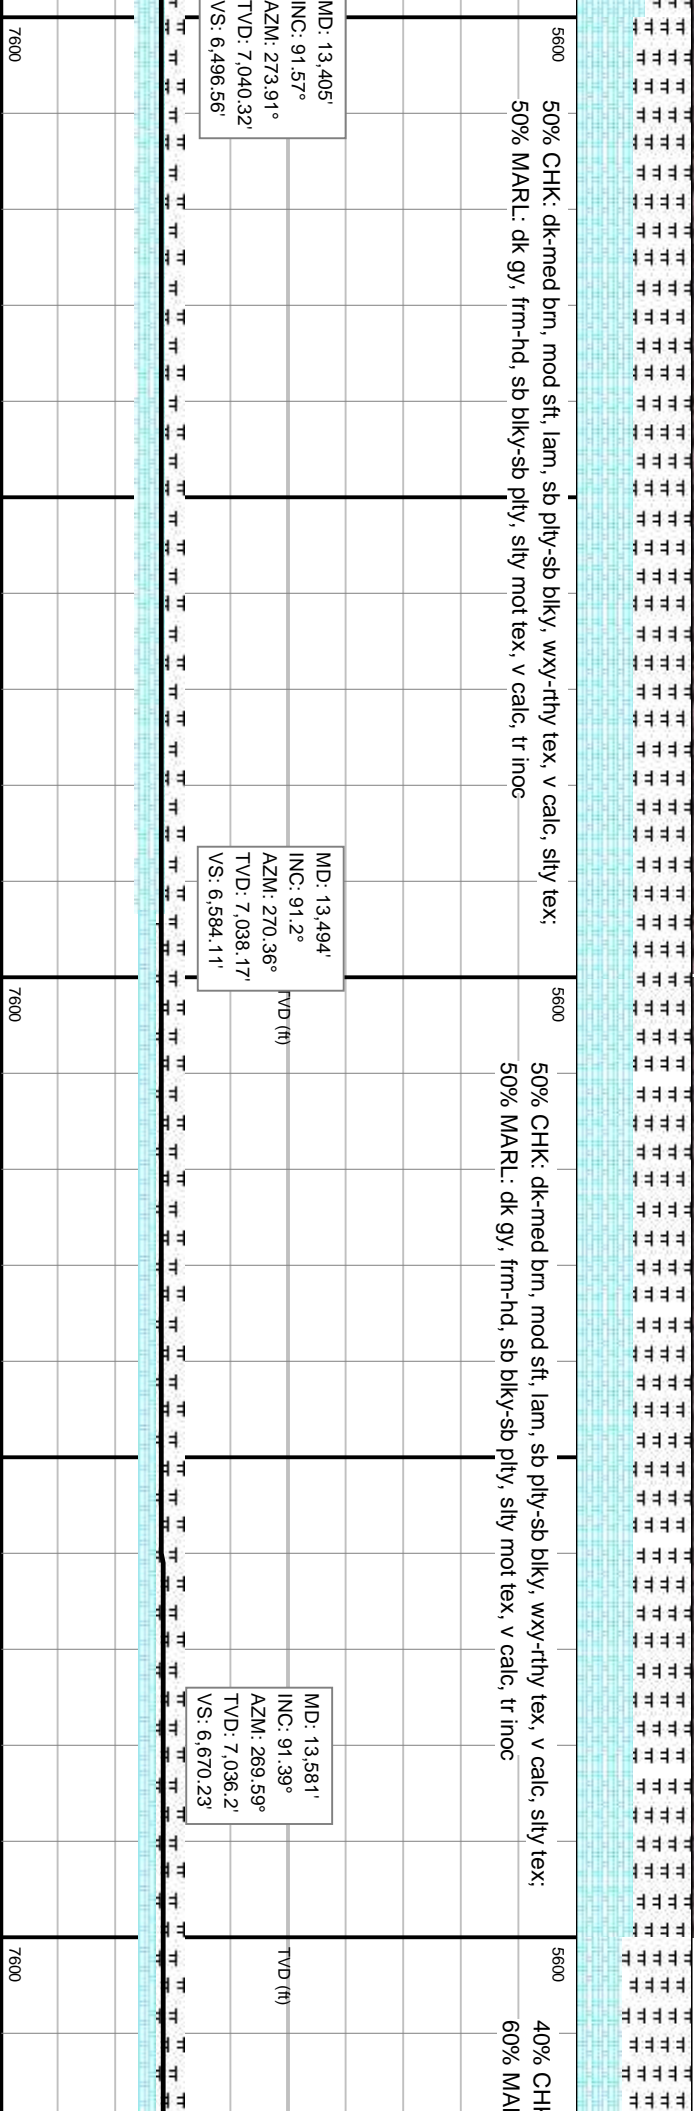 5600
7600
MD: 13,405'
INC: 91.57°
AZM: 273.91°
TVD: 7,040.32'
VS: 6,496.56'
50% CHK: dk-med brn, mod sft, lam, sb plty-sb blky, wxy-rthy tex, v calc, slty tex;
50% MARL: dk gy, frm-hd, sb blky-sb plty, slty mot tex, v calc, tr inoc
MD: 13,494'
INC: 91.2°
AZM: 270.36°
TVD: 7,038.17'
VS: 6,584.11'
5600
TVD (ft)
7600
50% CHK: dk-med brn, mod sft, lam, sb plty-sb blky, wxy-rthy tex, v calc, slty tex;
50% MARL: dk gy, frm-hd, sb blky-sb plty, slty mot tex, v calc, tr inoc
MD: 13,581'
INC: 91.39°
AZM: 269.59°
TVD: 7,036.2'
VS: 6,670.23'
5600
TVD (ft)
7600
40%
60%